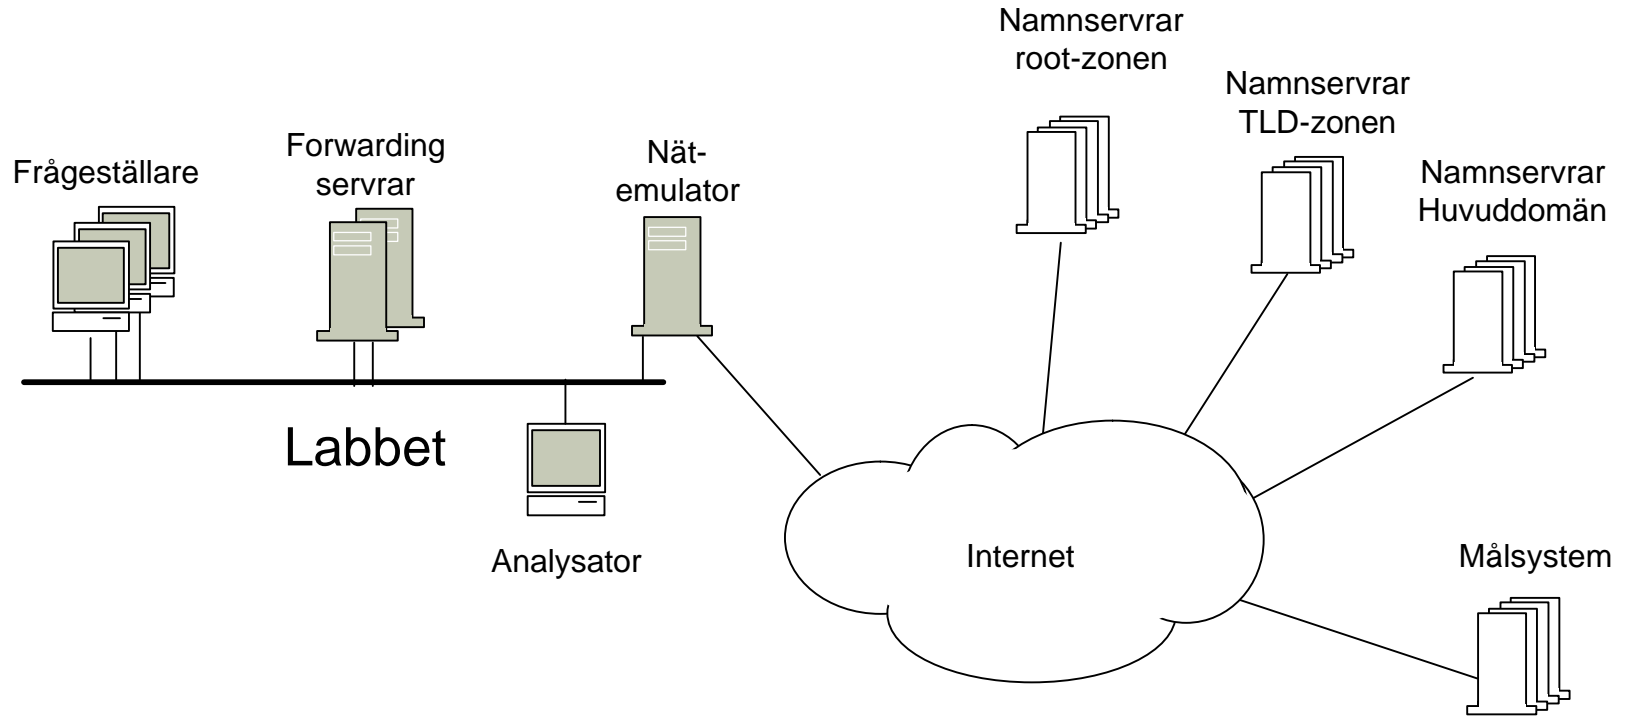 Namnservrar
root-zonen
Namnservrar
TLD-zonen
Forwarding
servrar
Nät-
emulator
Frågeställare
Namnservrar
Huvuddomän
Labbet
Analysator
Internet
Målsystem